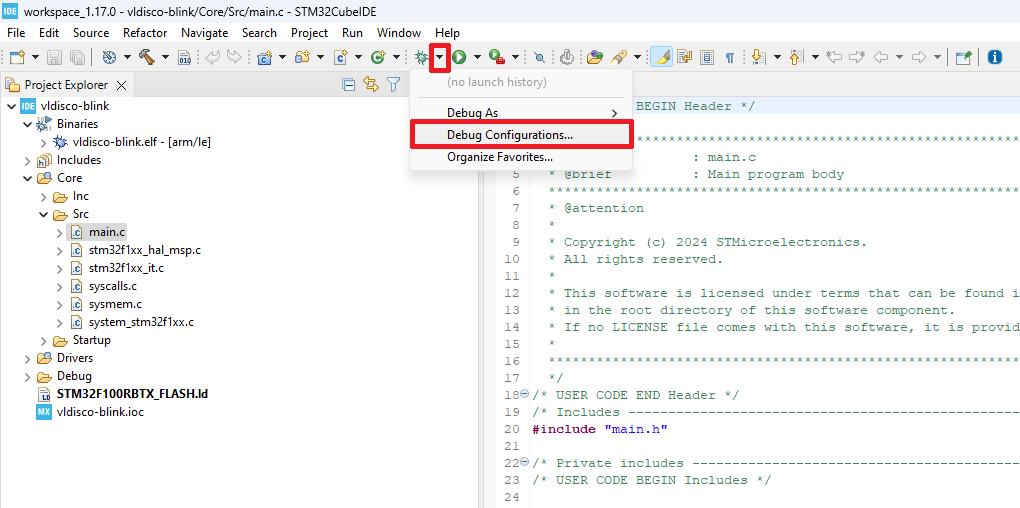 IDE workspace_1.17.0 - vldisco-blink/Core/Src/main.c - STM32CubeIDE
File Edit Source Refactor Navigate Search Project Run Window Help
010
Project Explorer
(no launch history)
Debug As
Debug Configurations...
Organize Favorites...
IDE vldisco-blink
Binaries
vldisco-blink.elf - [arm/le]
Includes
Core
Inc
Src
.c main.c
.c stm32f1xx_hal_msp.c
.c stm32f1xx_it.c
.c syscalls.c
.c sysmem.c
.c system_stm32f1xx.c
Startup
Drivers
Debug
LD STM32F100RBTX_FLASH.ld
MX vldisco-blink.ioc
BEGIN Header */
******************************************************
: main.c
5 * @brief : Main program body
6 ******************************************************
7 * @attention
8 *
9 * Copyright (c) 2024 STMicroelectronics.
10 * All rights reserved.
11 *
12 * This software is licensed under terms that can be found i
13 * in the root directory of this software component.
14 * If no LICENSE file comes with this software, it is provid
15 *
16 ******************************************************
17 */
18 /* USER CODE END Header */
19 /* Includes ------------------------------------------
20 #include "main.h"
21
22 /* Private includes ----------------------------------
23 /* USER CODE BEGIN Includes */
24